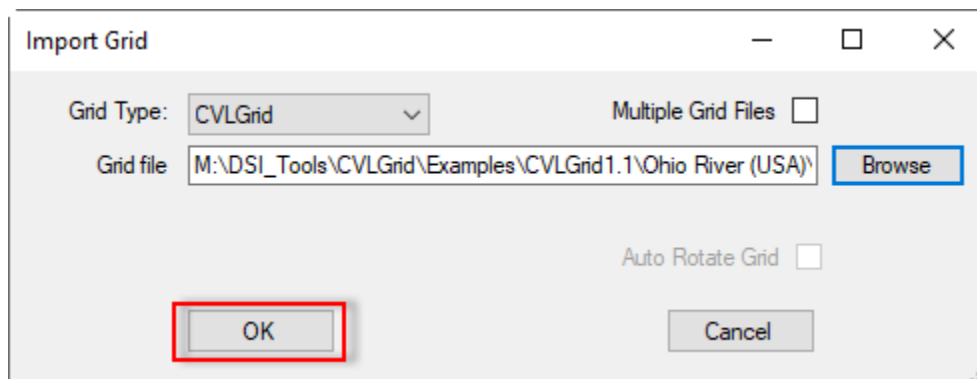 Import Grid
Grid Type: CVLGrid Multiple Grid Files
Grid file M:\DSI_Tools\CVLGrid\Examples\CVLGrid1.1\Ohio River (USA)\ Browse
Auto Rotate Grid
OK Cancel